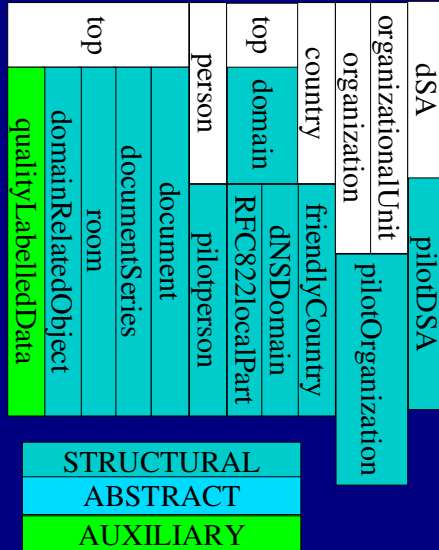 dSA
pilotDSA
organizationalUnit
organization
pilotOrganization
country
friendlyCountry
top
domain
dNSDomain
RFC822localPart
person
pilotperson
top
document
documentSeries
room
domainRelatedObject
qualityLabelledData
STRUCTURAL
ABSTRACT
AUXILIARY